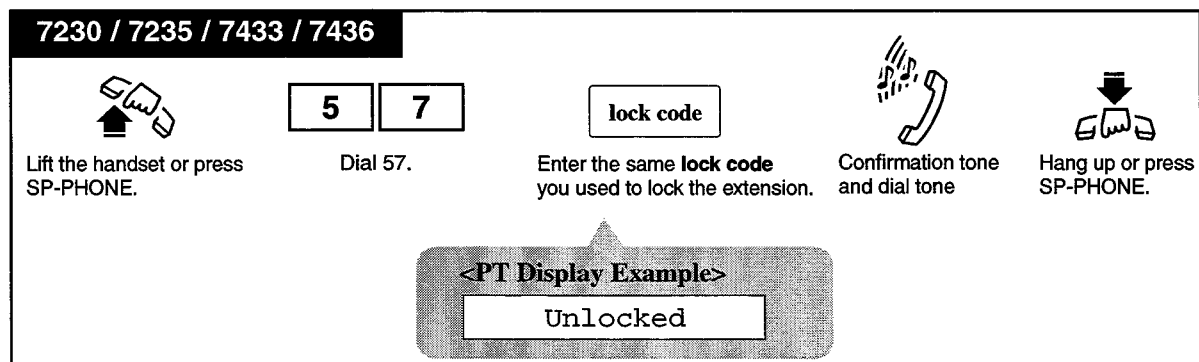 7230 / 7235 / 7433 / 7436
Lift the handset or press
SP-PHONE.
5 7
Dial 57.
lock code
Enter the same lock code
you used to lock the extension.
Confirmation tone
and dial tone
Hang up or press
SP-PHONE.
<PT Display Example>
Unlocked